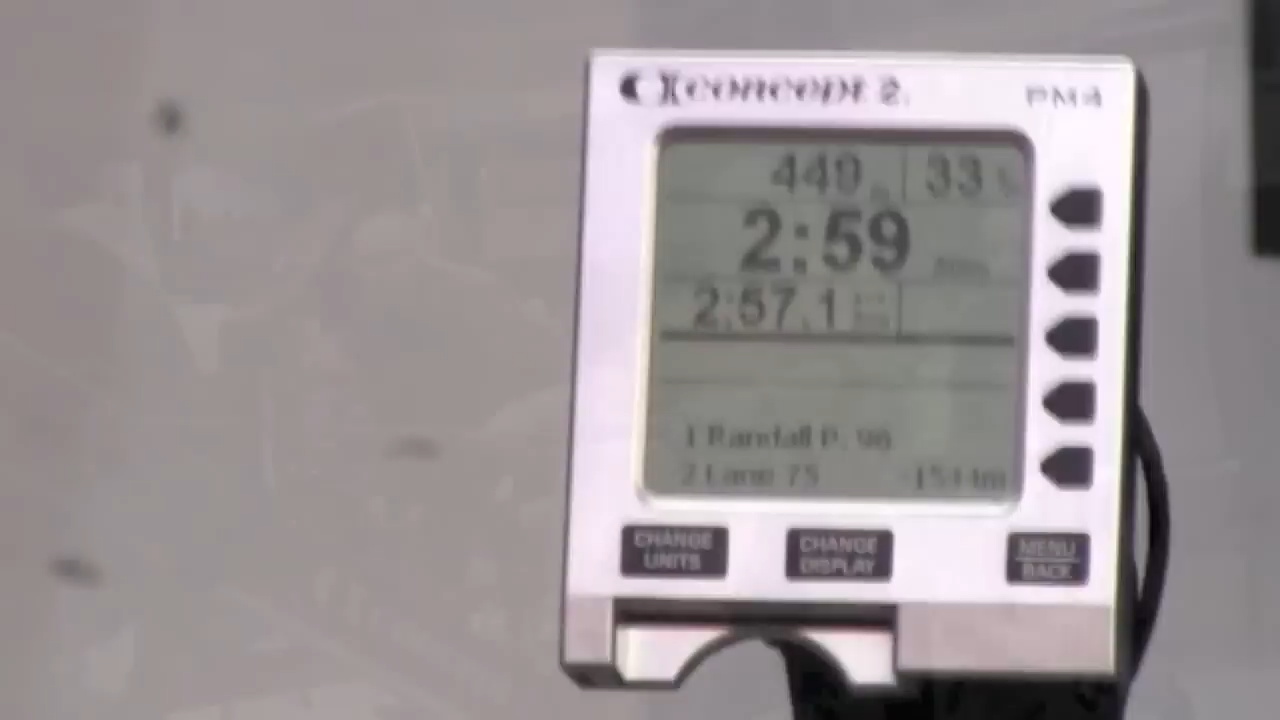 concept 2.
PM4
449 m 33
2:59
2:57.1
1 Randall P. 96
2 Lane 75
CHANGE UNITS
CHANGE DISPLAY
MENU BACK